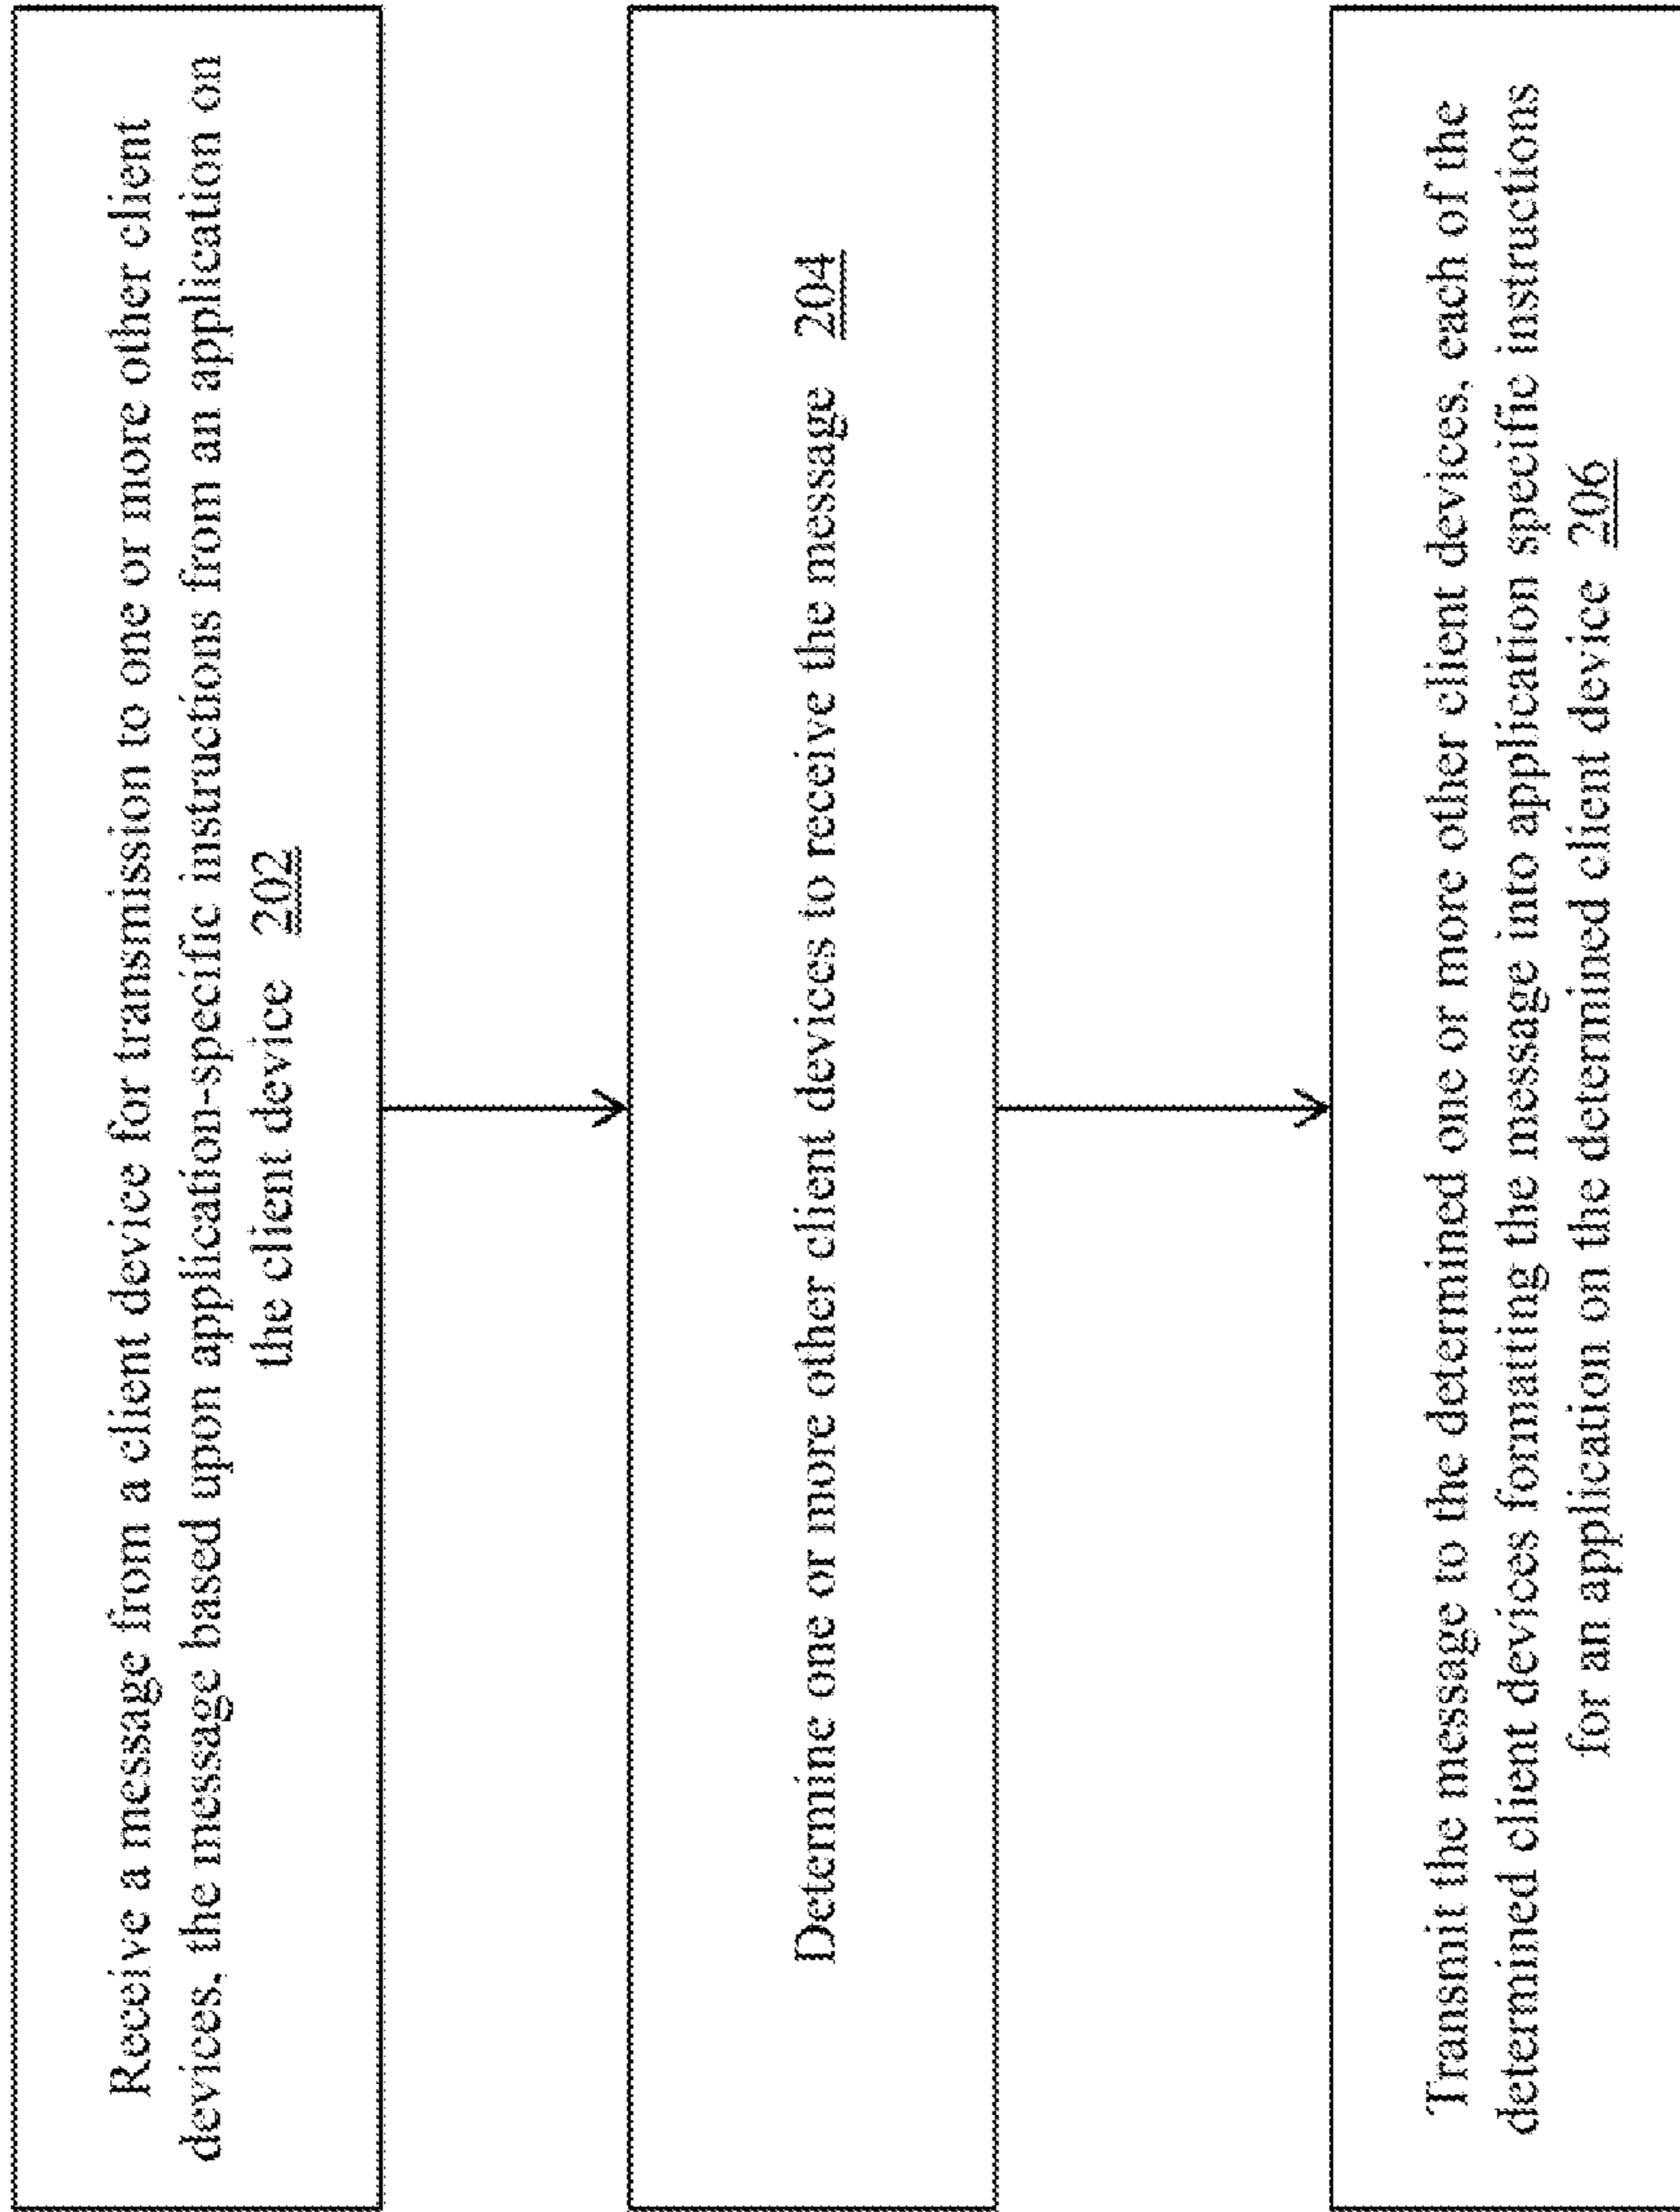 Receive a message from a client device for transmission to one or more other client
devices, the message based upon application-specific instructions from an application on
the client device 202
Determine one or more other client devices to receive the message 204
Transmit the message to the determined one or more other client devices, each of the
determined client devices formatting the message into application specific instructions
for an application on the determined client device 206